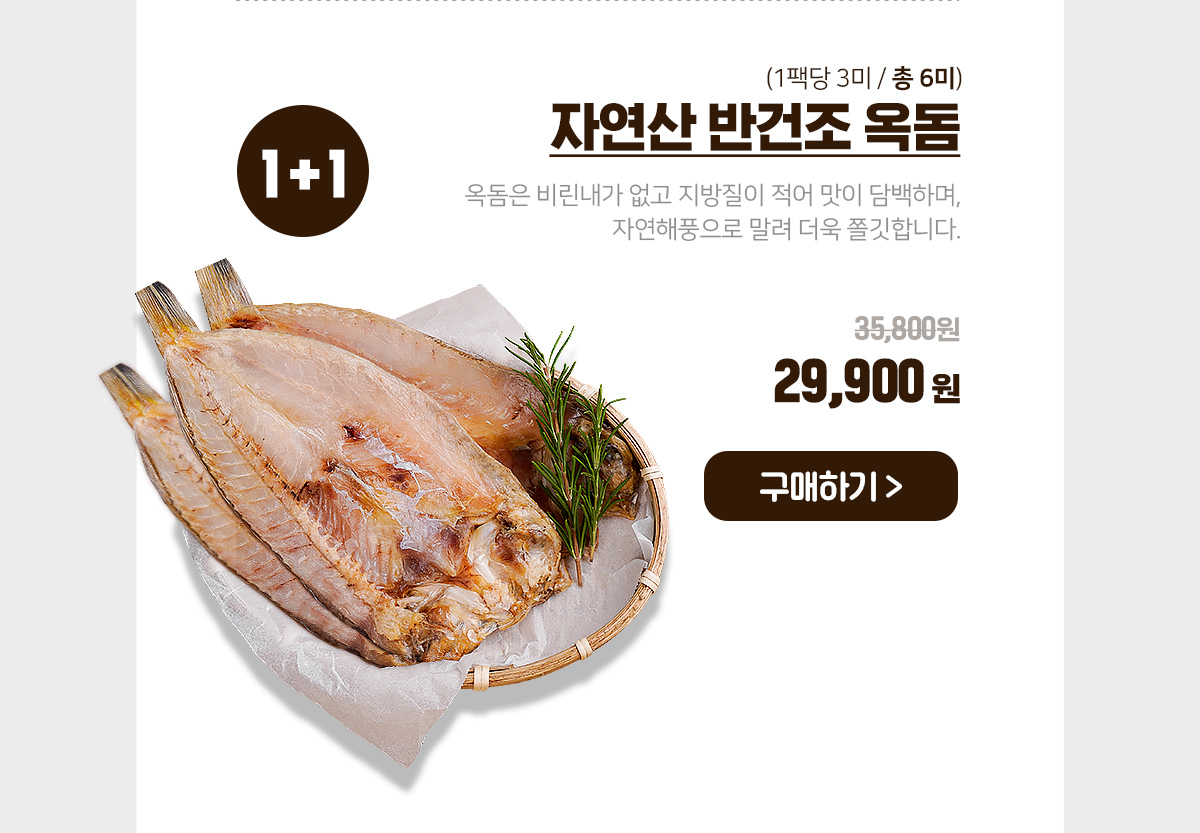 (1팩당 3미 / 총 6미)
자연산 반건조 옥돔
1+1
옥돔은 비린내가 없고 지방질이 적어 맛이 담백하며,
자연해풍으로 말려 더욱 쫄깃합니다.
35,800원
29,900 원
구매하기 >